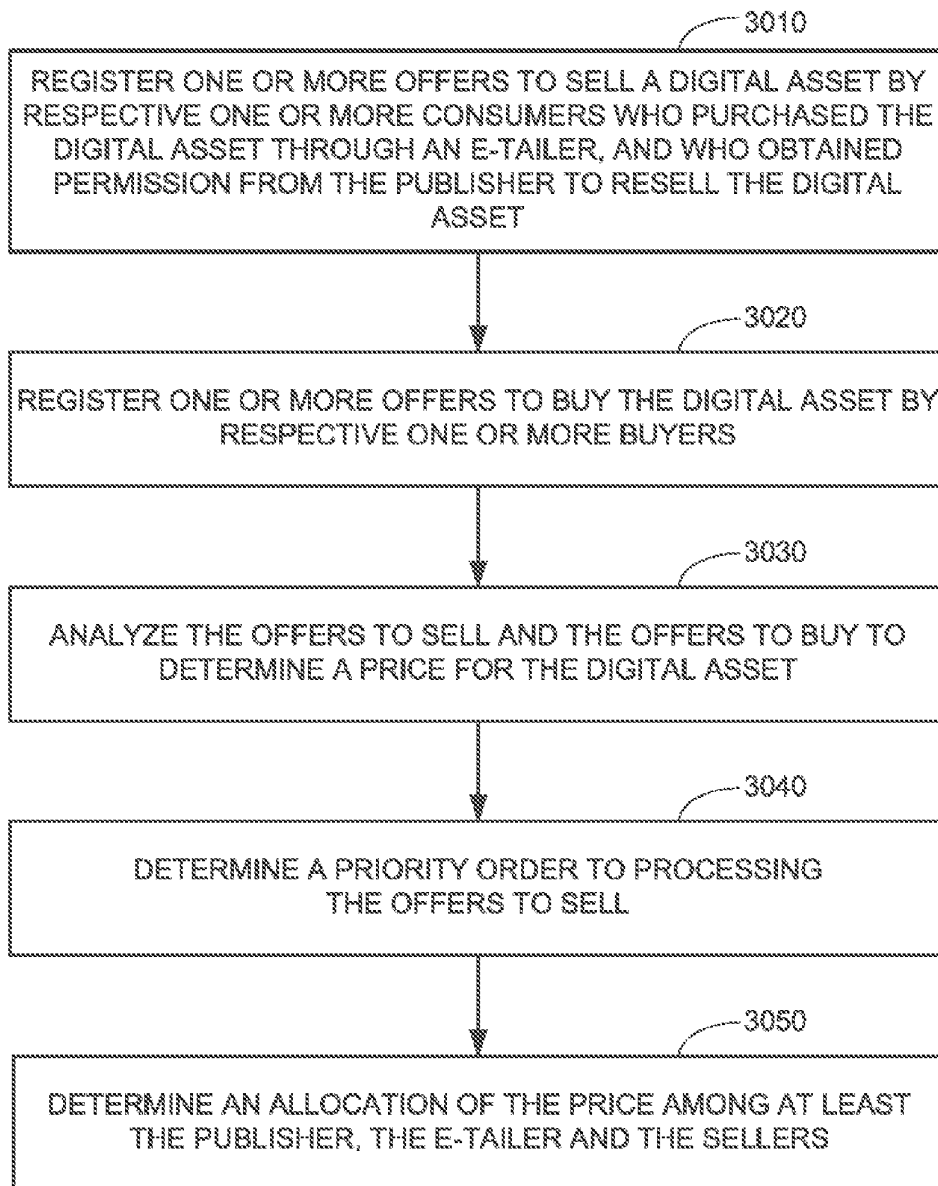 3010
REGISTER ONE OR MORE OFFERS TO SELL A DIGITAL ASSET BY
RESPECTIVE ONE OR MORE CONSUMERS WHO PURCHASED THE
DIGITAL ASSET THROUGH AN E-TAILER, AND WHO OBTAINED
PERMISSION FROM THE PUBLISHER TO RESELL THE DIGITAL
ASSET
3020
REGISTER ONE OR MORE OFFERS TO BUY THE DIGITAL ASSET BY
RESPECTIVE ONE OR MORE BUYERS
3030
ANALYZE THE OFFERS TO SELL AND THE OFFERS TO BUY TO
DETERMINE A PRICE FOR THE DIGITAL ASSET
3040
DETERMINE A PRIORITY ORDER TO PROCESSING
THE OFFERS TO SELL
3050
DETERMINE AN ALLOCATION OF THE PRICE AMONG AT LEAST
THE PUBLISHER, THE E-TAILER AND THE SELLERS